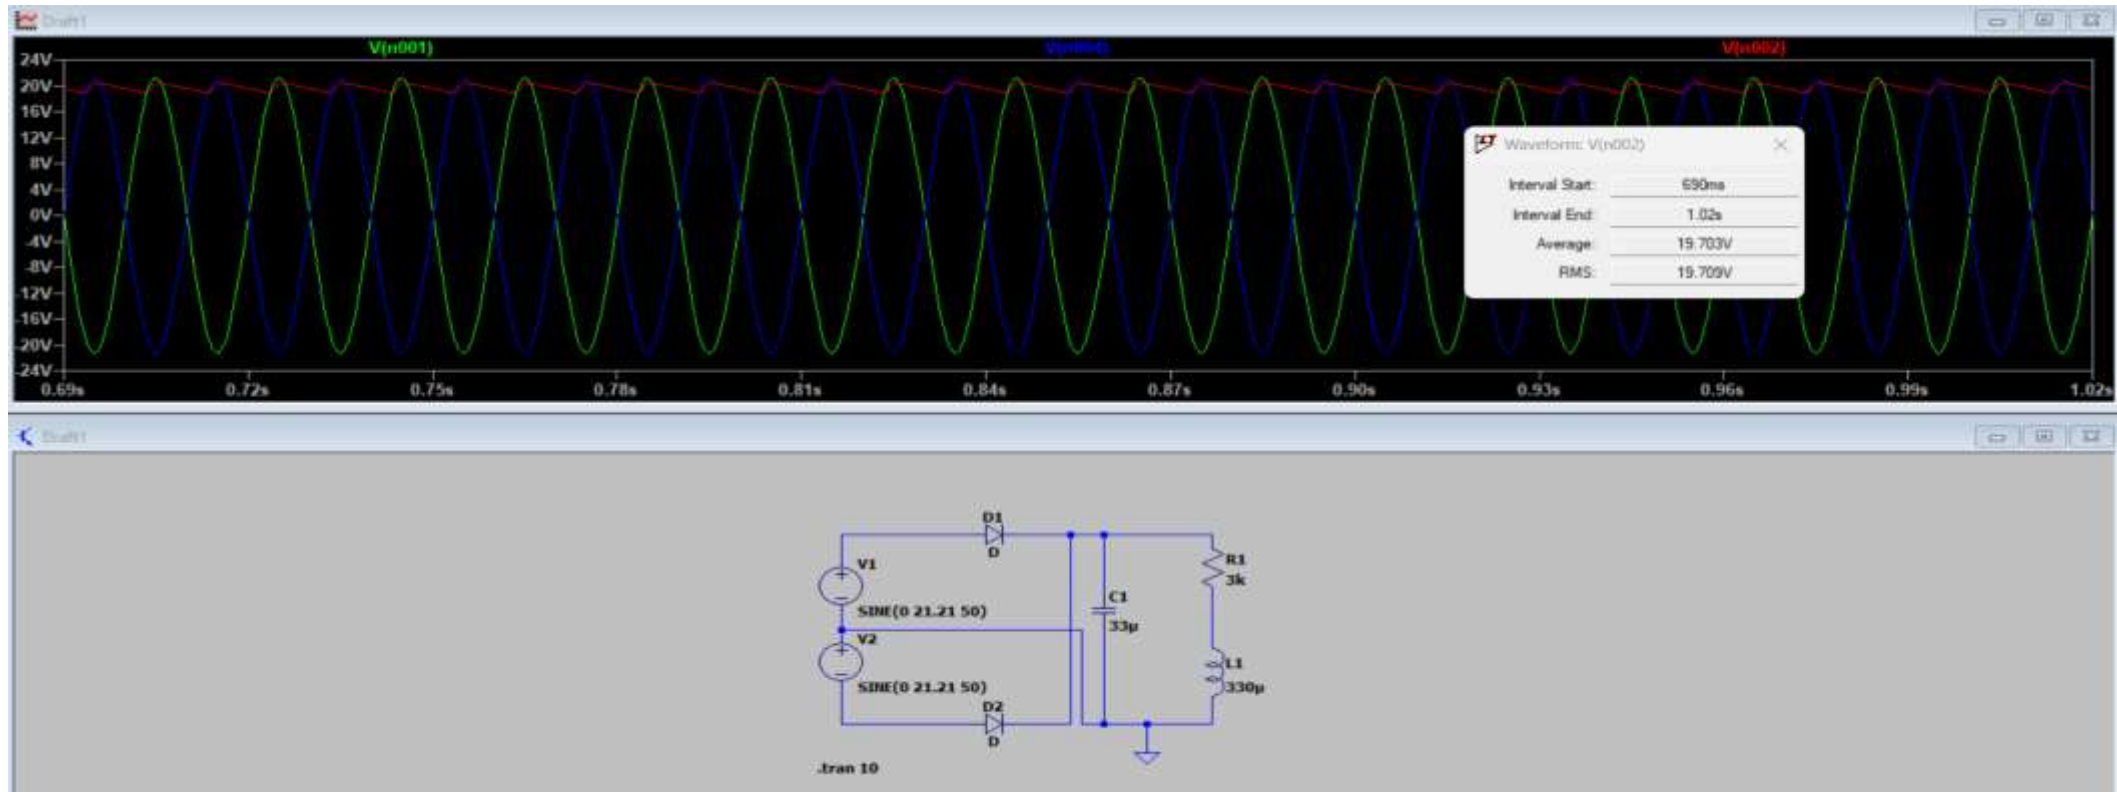 Draft1
V(n001) V(n004) V(n002)
24V
20V
16V
12V
8V
4V
0V
-4V
-8V
-12V
-16V
-20V
-24V
0.69s 0.72s 0.75s 0.78s 0.81s 0.84s 0.87s 0.90s 0.93s 0.96s 0.99s 1.02s
Waveform: V(n002)
Interval Start: 690ms
Interval End: 1.02s
Average: 19.703V
RMS: 19.709V
Draft1
D1
D
V1
SINE(0 21.21 50)
V2
SINE(0 21.21 50)
D2
D
C1
33µ
R1
3k
L1
330µ
.tran 10